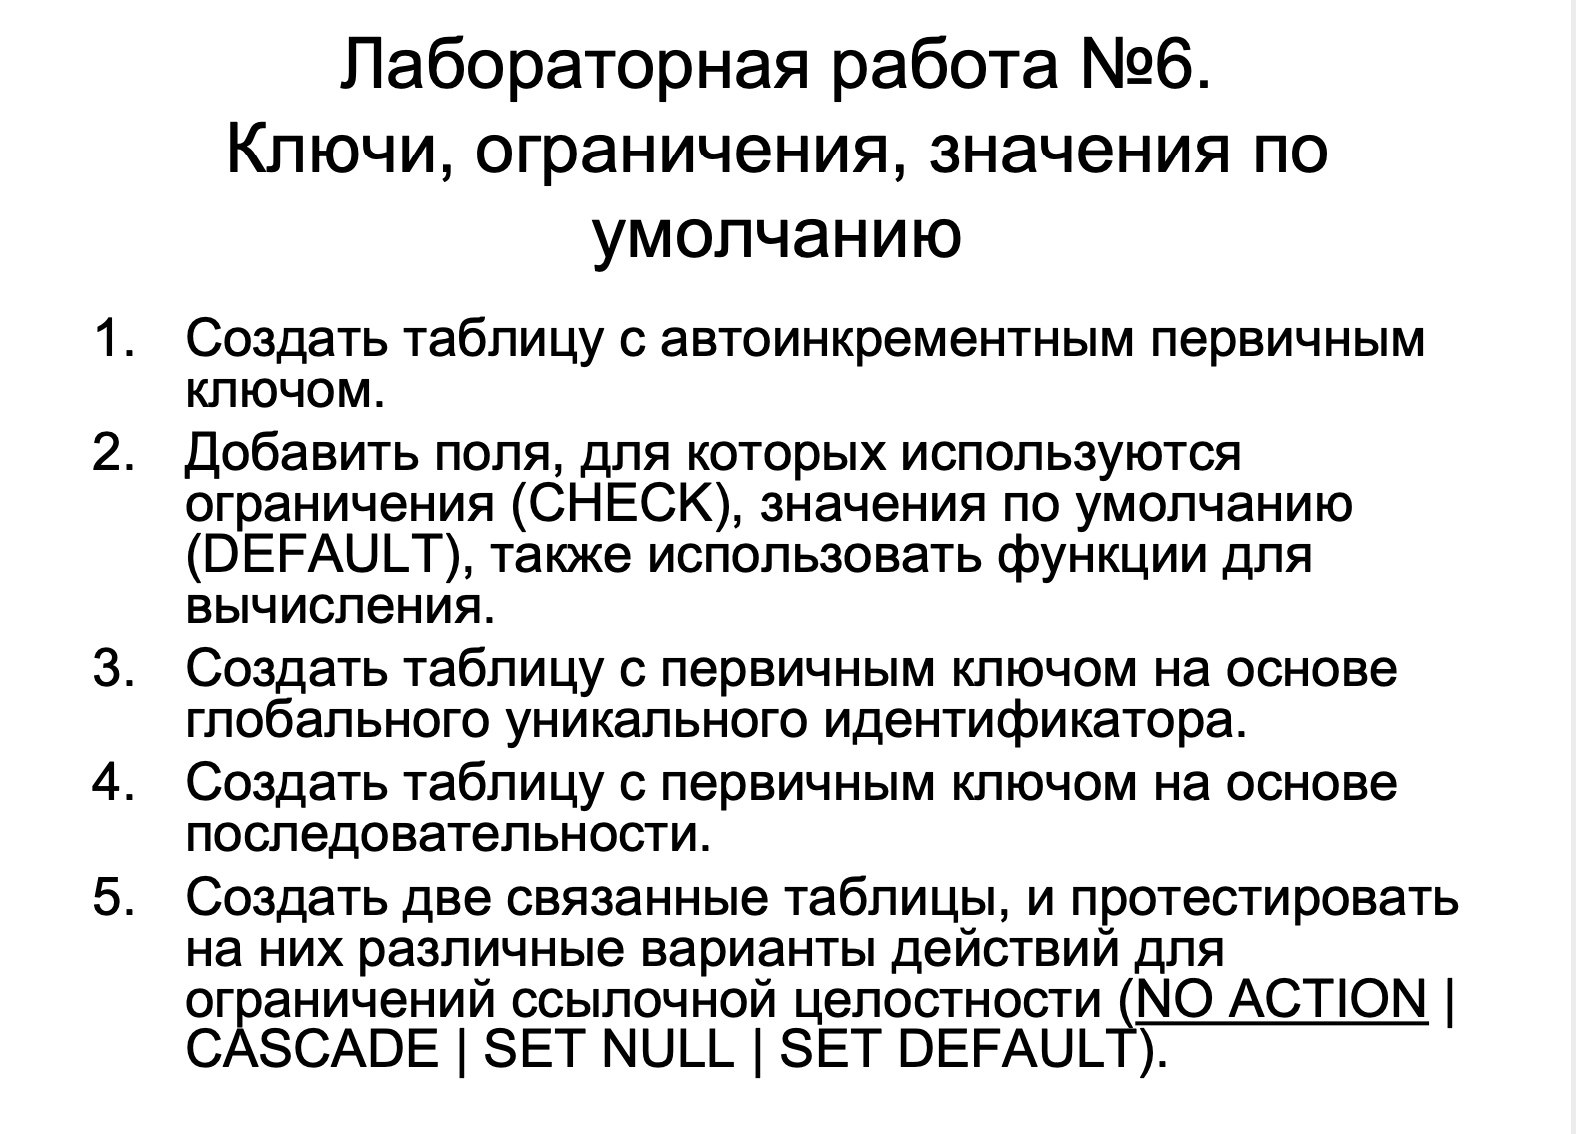 Лабораторная работа №6.
Ключи, ограничения, значения по
умолчанию
1. Создать таблицу с автоинкрементным первичным
ключом.
2. Добавить поля, для которых используются
ограничения (CHECK), значения по умолчанию
(DEFAULT), также использовать функции для
вычисления.
3. Создать таблицу с первичным ключом на основе
глобального уникального идентификатора.
4. Создать таблицу с первичным ключом на основе
последовательности.
5. Создать две связанные таблицы, и протестировать
на них различные варианты действий для
ограничений ссылочной целостности (NO ACTION |
CASCADE | SET NULL | SET DEFAULT).